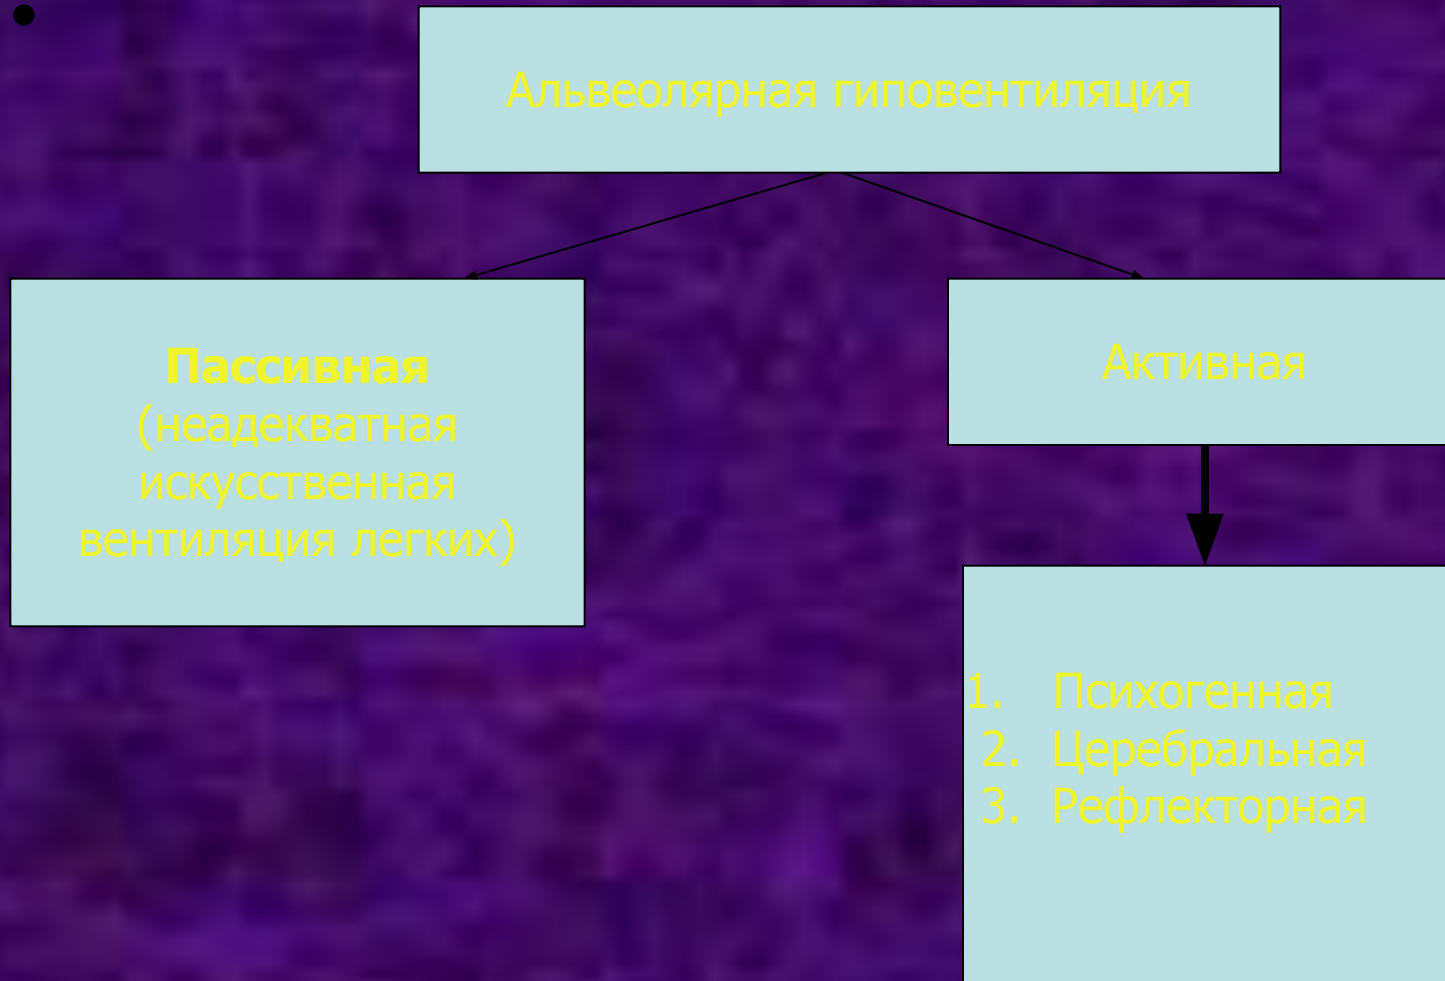 Альвеолярная гиповентиляция
Пассивная
(неадекватная
искусственная
вентиляция легких)
Активная
1. Психогенная
2. Церебральная
3. Рефлекторная